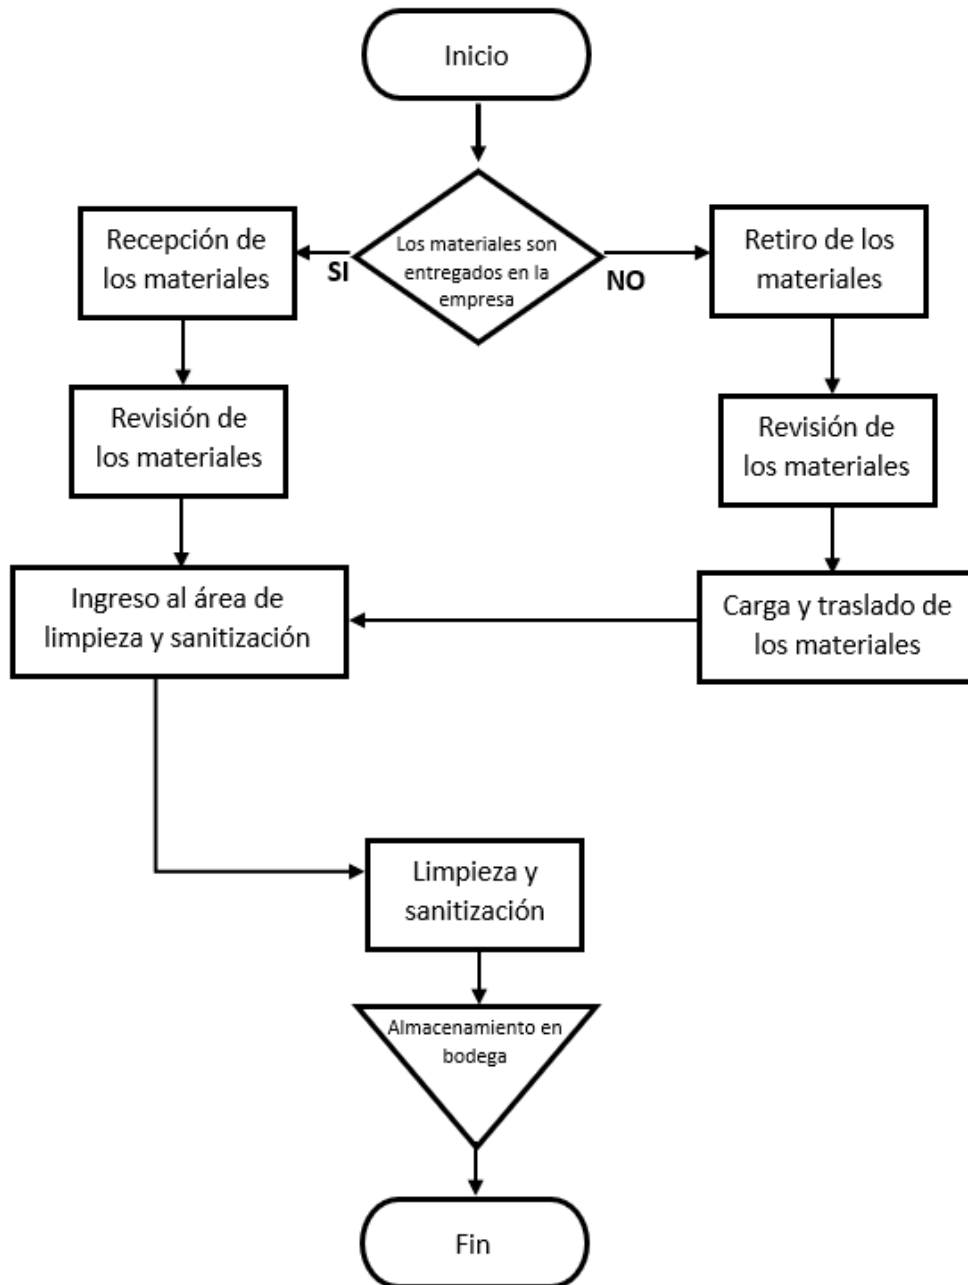 Inicio
Los materiales son
entregados en la
empresa
SI
NO
Recepción de
los materiales
Retiro de los
materiales
Revisión de
los materiales
Revisión de
los materiales
Ingreso al área de
limpieza y sanitización
Carga y traslado de
los materiales
Limpieza y
sanitización
Almacenamiento en
bodega
Fin